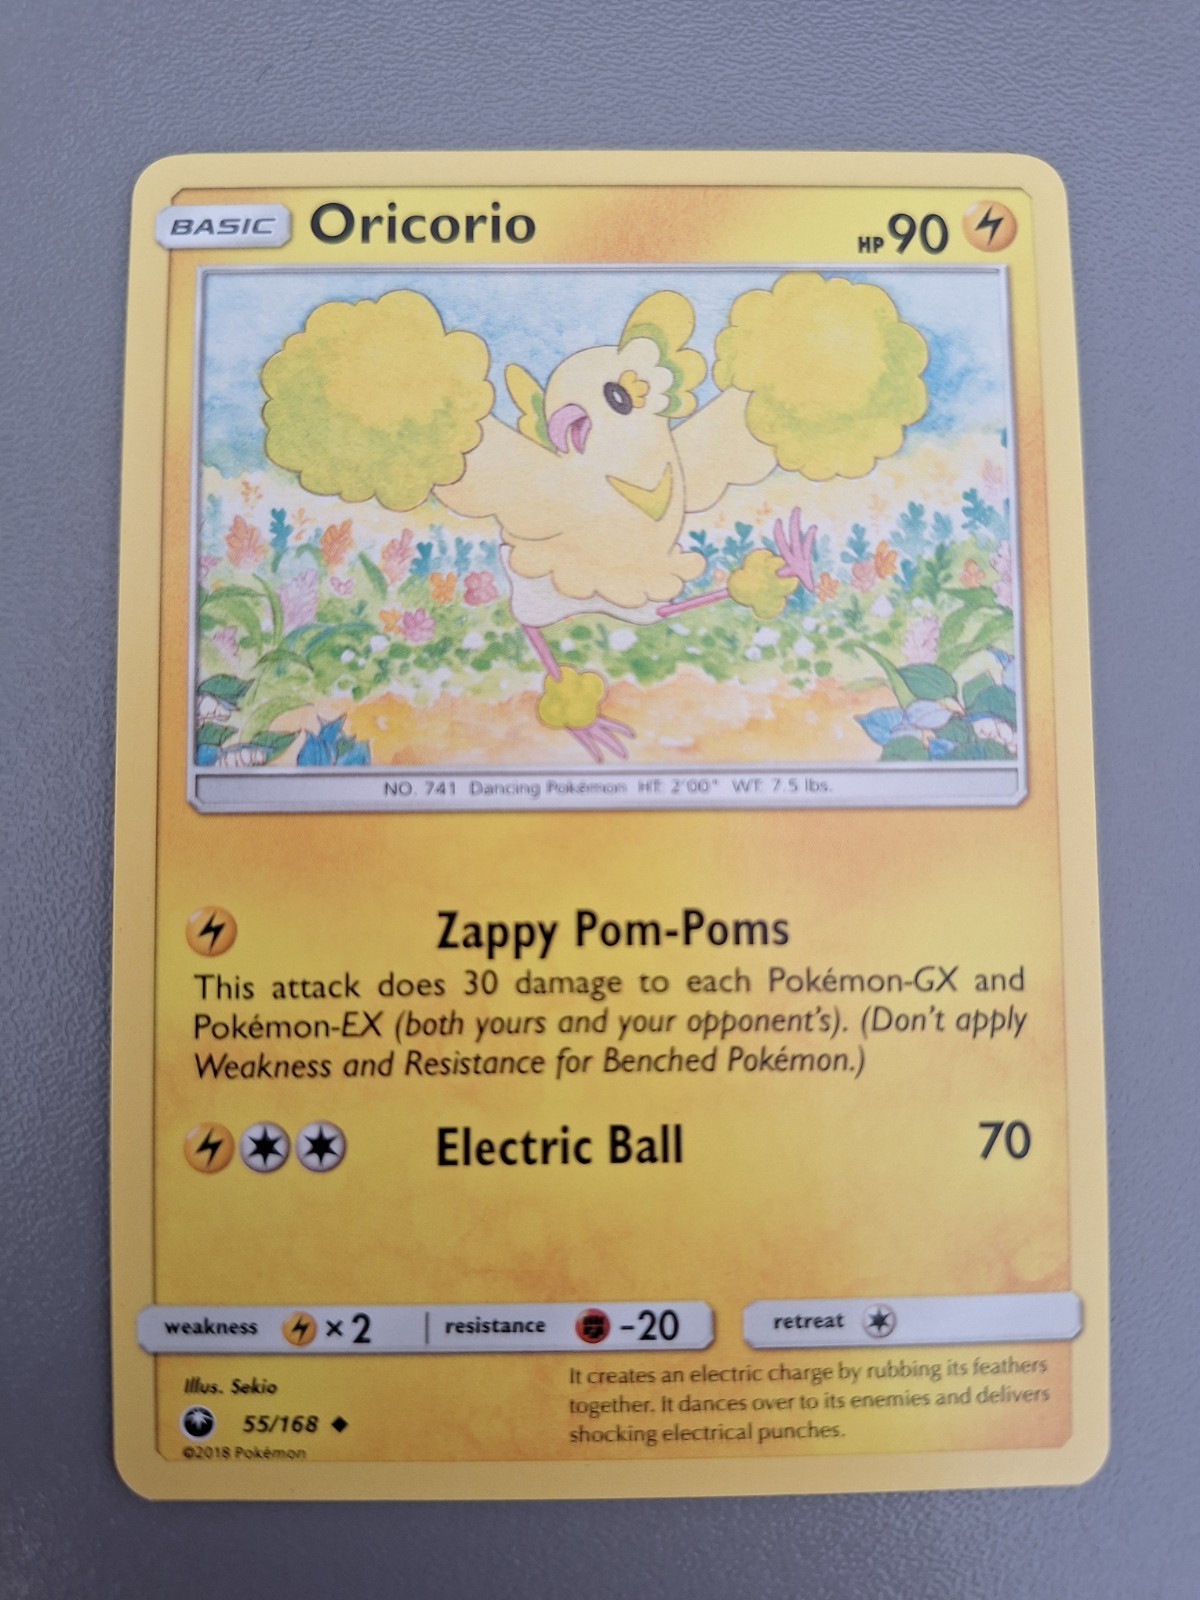 BASIC Oricorio HP 90
NO. 741 Dancing Pokémon HT: 2'00" WT: 7.5 lbs.
Zappy Pom-Poms
This attack does 30 damage to each Pokémon-GX and
Pokémon-EX (both yours and your opponent's). (Don't apply
Weakness and Resistance for Benched Pokémon.)
Electric Ball 70
weakness ×2 resistance -20 retreat
Illus. Sekio
55/168
©2018 Pokémon
It creates an electric charge by rubbing its feathers
together. It dances over to its enemies and delivers
shocking electrical punches.